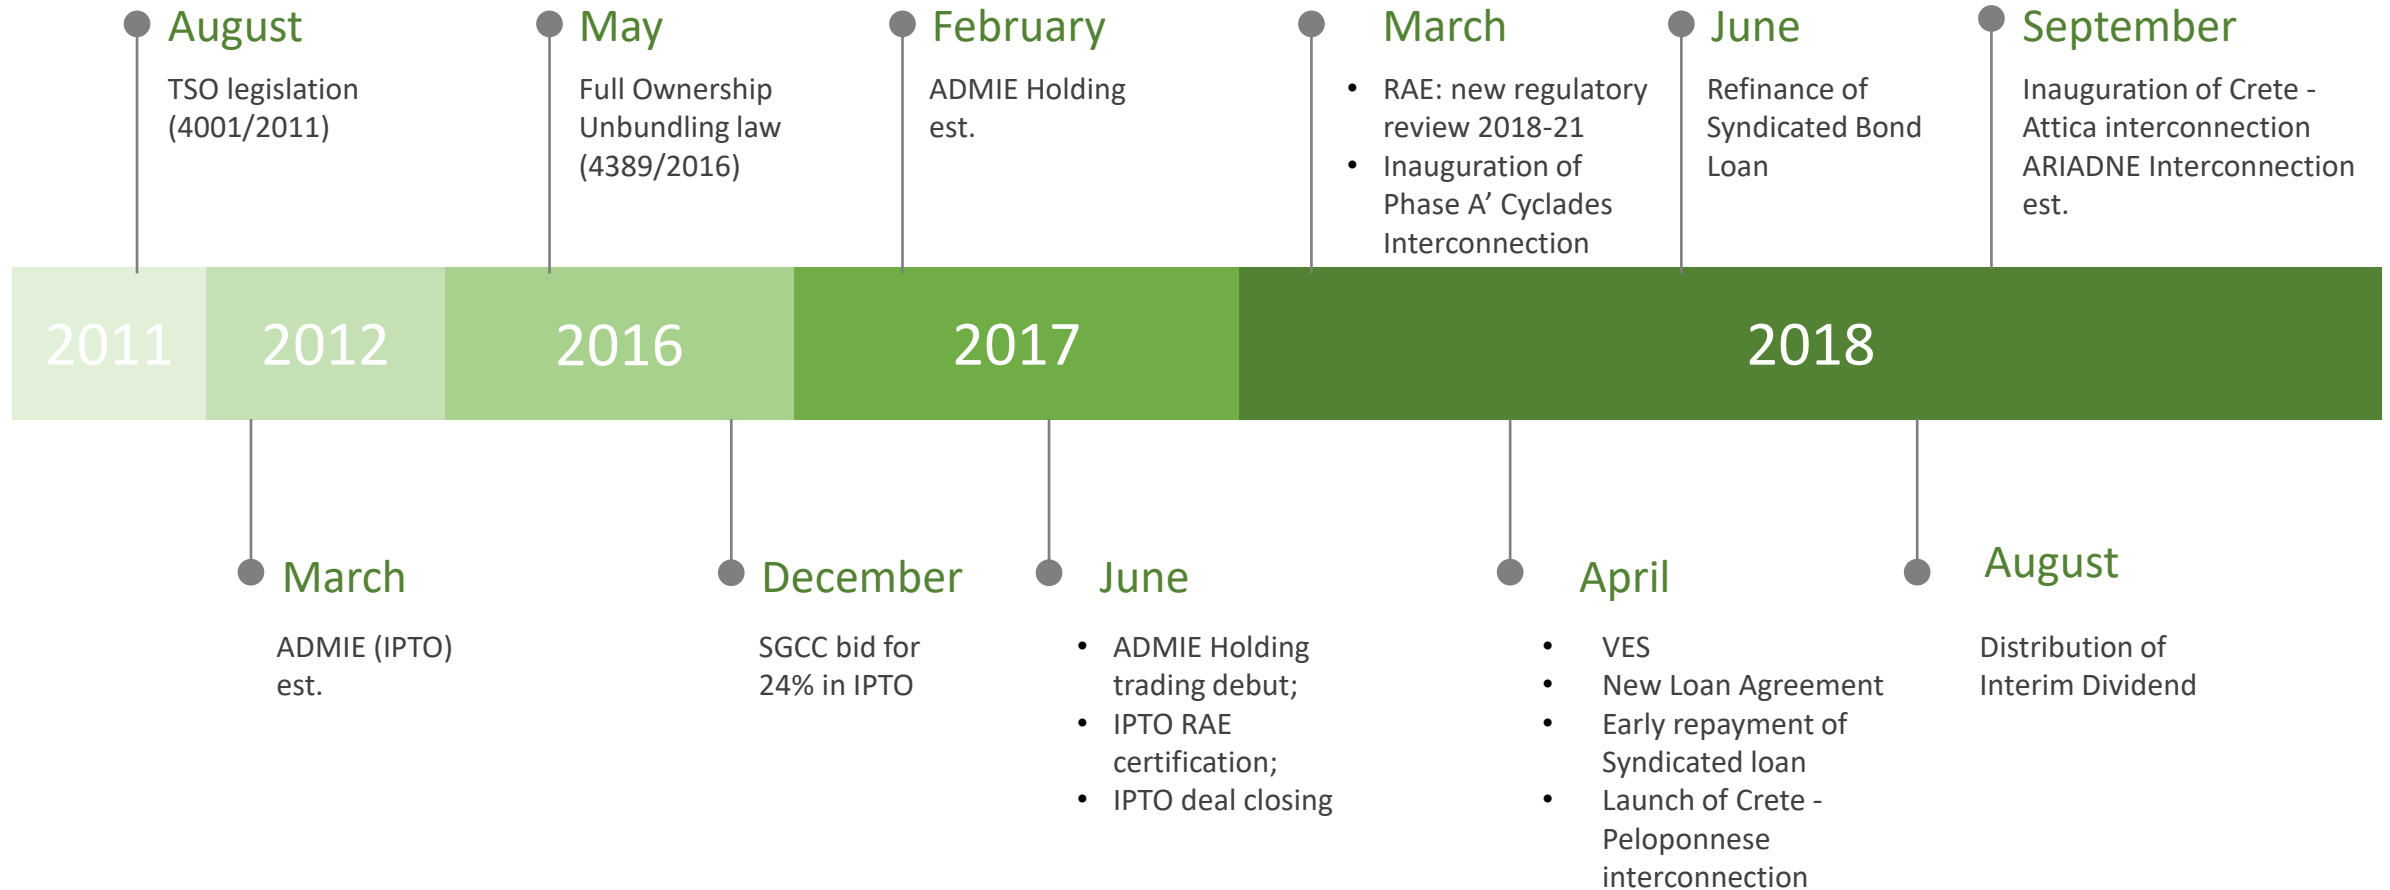 August
TSO legislation
(4001/2011)
May
Full Ownership
Unbundling law
(4389/2016)
February
ADMIE Holding
est.
March
• RAE: new regulatory
review 2018-21
• Inauguration of
Phase A’ Cyclades
Interconnection
June
Refinance of
Syndicated Bond
Loan
September
Inauguration of Crete -
Attica interconnection
ARIADNE Interconnection
est.
2011
2012
2016
2017
2018
March
ADMIE (IPTO)
est.
December
SGCC bid for
24% in IPTO
June
• ADMIE Holding
trading debut;
• IPTO RAE
certification;
• IPTO deal closing
April
• VES
• New Loan Agreement
• Early repayment of
Syndicated loan
• Launch of Crete -
Peloponnese
interconnection
August
Distribution of
Interim Dividend